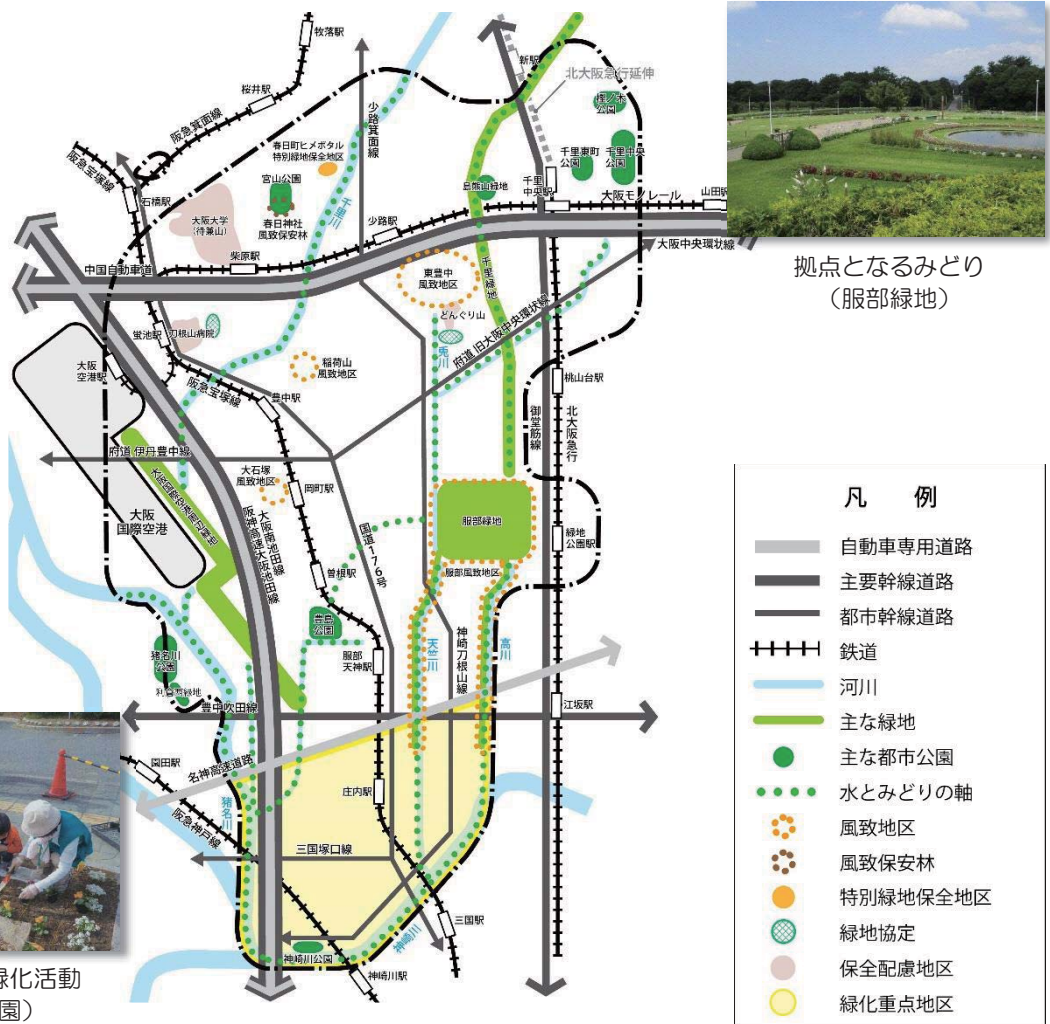 牧落駅
桜井駅
阪急箕面線
阪急宝塚線
石橋駅
少路箕面線
新駅
北大阪急行延伸
樫ノ木
公園
千里東町
公園
千里中央
公園
春日町ヒメボタル
特別緑地保全地区
宮山公園
春日神社
風致保安林
大阪大学
(待兼山)
千里川
島熊山緑地
千里
中央駅
大阪モノレール
山田駅
少路駅
柴原駅
中国自動車道
大阪中央環状線
拠点となるみどり
(服部緑地)
東豊中
風致地区
どんぐり山
千里緑地
兎川
府道 旧大阪中央環状線
蛍池駅
刀根山病院
大阪
空港駅
稲荷山
風致地区
阪急宝塚線
豊中駅
桃山台駅
御堂筋線
北大阪急行
府道 伊丹豊中線
大石塚
風致地区
岡町駅
大阪国際空港周辺緑地
大阪
国際空港
大阪南池田線
阪神高速大阪池田線
国道176号
服部緑地
緑地
公園駅
服部風致地区
曽根駅
豊島
公園
服部
天神駅
天竺川
神崎刀根山線
高川
猪名川
公園
利倉西緑地
豊中吹田線
江坂駅
名神高速道路
園田駅
阪急神戸線
猪名川
庄内駅
三国塚口線
三国駅
神崎川
神崎川公園
神崎川駅
緑化活動
園)
凡 例
自動車専用道路
主要幹線道路
都市幹線道路
鉄道
河川
主な緑地
主な都市公園
水とみどりの軸
風致地区
風致保安林
特別緑地保全地区
緑地協定
保全配慮地区
緑化重点地区